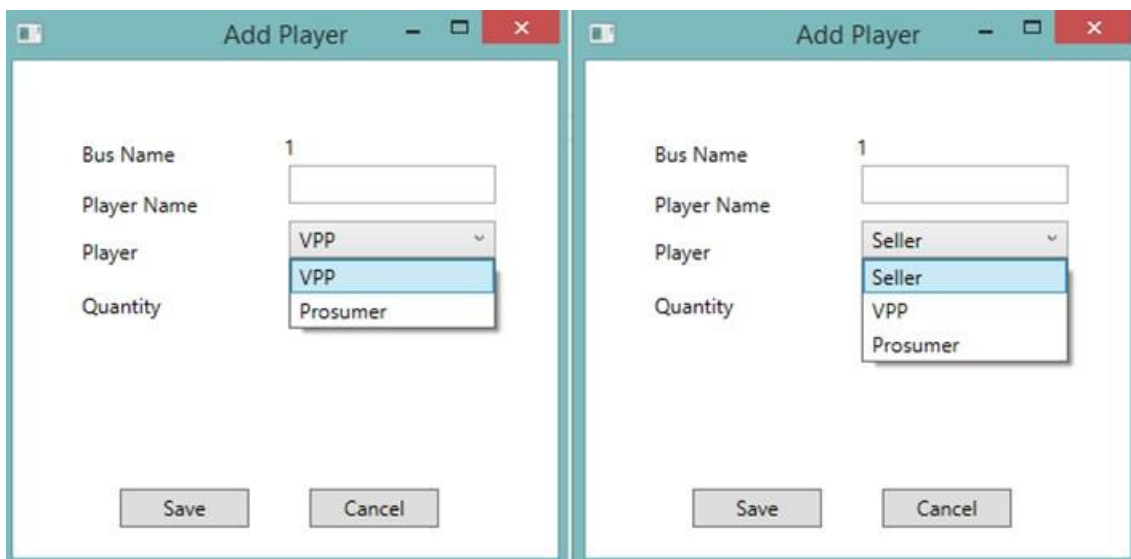 Add Player
Bus Name 1
Player Name
Player VPP
VPP
Quantity Prosumer
Save Cancel
Add Player
Bus Name 1
Player Name
Player Seller
Seller
Quantity VPP
Prosumer
Save Cancel